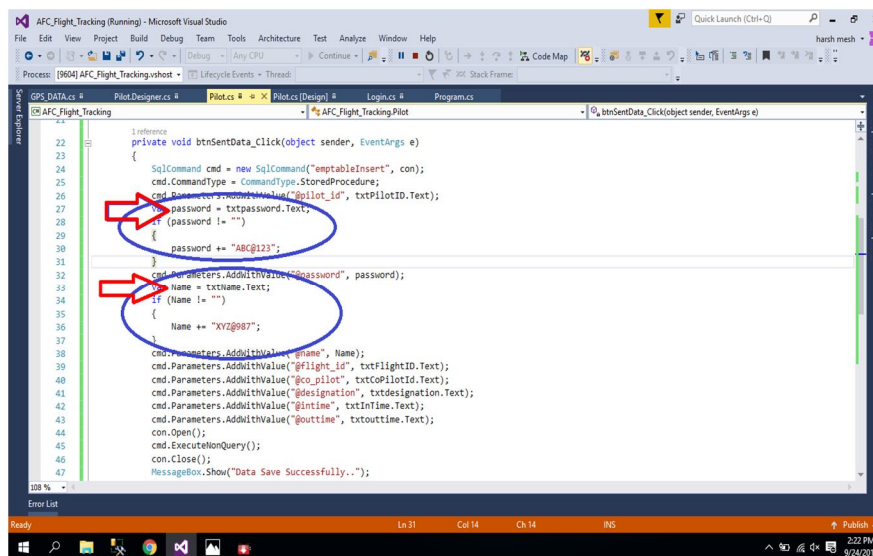 AFC_Flight_Tracking (Running) - Microsoft Visual Studio
Quick Launch (Ctrl+Q)
File Edit View Project Build Debug Team Tools Architecture Test Analyze Window Help
harsh mesh
Debug Any CPU Continue Code Map
Process: [9604] AFC_Flight_Tracking.vshost Lifecycle Events Thread: Stack Frame:
Server Explorer
GPS_DATA.cs Pilot.Designer.cs Pilot.cs Pilot.cs [Design] Login.cs Program.cs
AFC_Flight_Tracking AFC_Flight_Tracking.Pilot btnSentData_Click(object sender, EventArgs e)
21
1 reference
22 private void btnSentData_Click(object sender, EventArgs e)
23 {
24 SqlCommand cmd = new SqlCommand("emptableInsert", con);
25 cmd.CommandType = CommandType.StoredProcedure;
26 cmd.Parameters.AddWithValue("@pilot_id", txtPilotID.Text);
27 var password = txtpassword.Text;
28 if (password != "")
29 {
30 password += "ABC@123";
31 }
32 cmd.Parameters.AddWithValue("@password", password);
33 var Name = txtName.Text;
34 if (Name != "")
35 {
36 Name += "XYZ@987";
37 }
38 cmd.Parameters.AddWithValue("@name", Name);
39 cmd.Parameters.AddWithValue("@flight_id", txtFlightID.Text);
40 cmd.Parameters.AddWithValue("@co_pilot", txtCoPilotId.Text);
41 cmd.Parameters.AddWithValue("@designation", txtdesignation.Text);
42 cmd.Parameters.AddWithValue("@intime", txtInTime.Text);
43 cmd.Parameters.AddWithValue("@outtime", txtouttime.Text);
44 con.Open();
45 cmd.ExecuteNonQuery();
46 con.Close();
47 MessageBox.Show("Data Save Successfully..");
108 %
Error List
Ready Ln 31 Col 14 Ch 14 INS Publish
2:22 PM